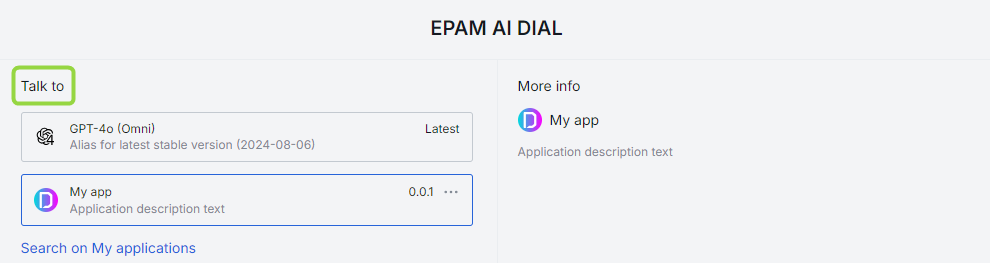 EPAM AI DIAL
Talk to
GPT-4o (Omni)
Latest
Alias for latest stable version (2024-08-06)
My app
0.0.1
Application description text
Search on My applications
More info
My app
Application description text